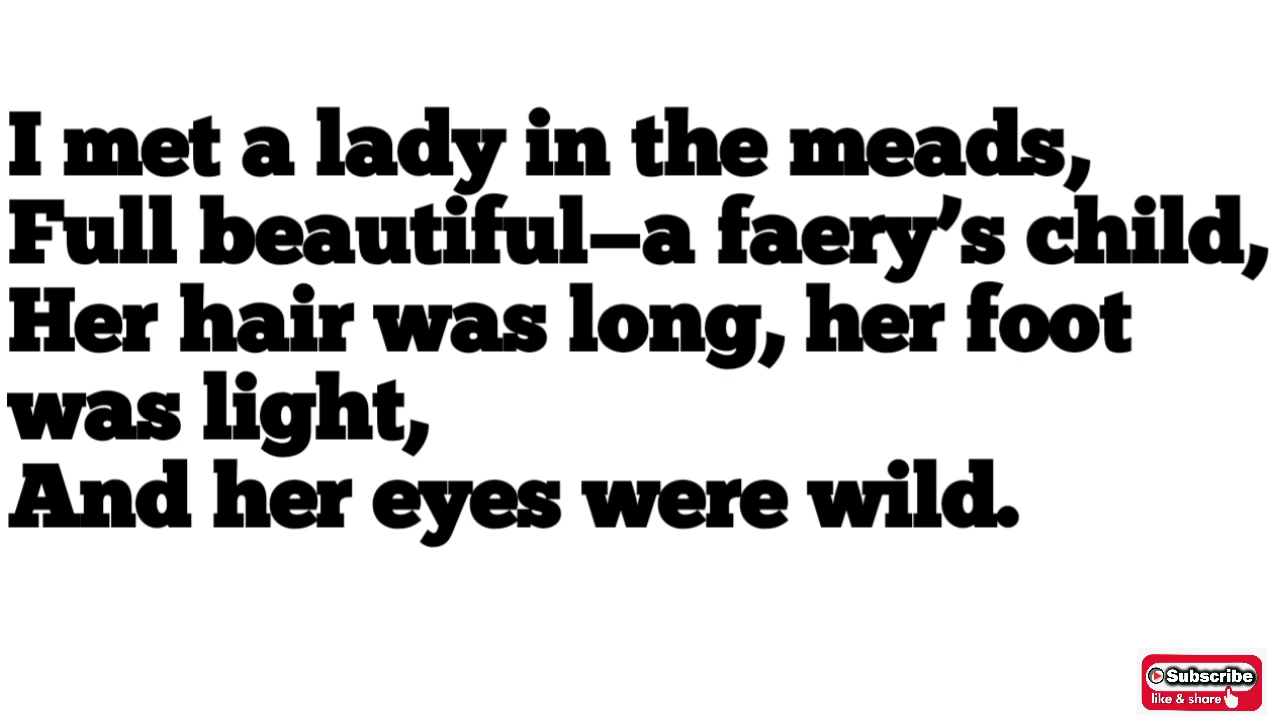 I met a lady in the meads,
Full beautiful—a faery’s child,
Her hair was long, her foot
was light,
And her eyes were wild.
Subscribe
like & share